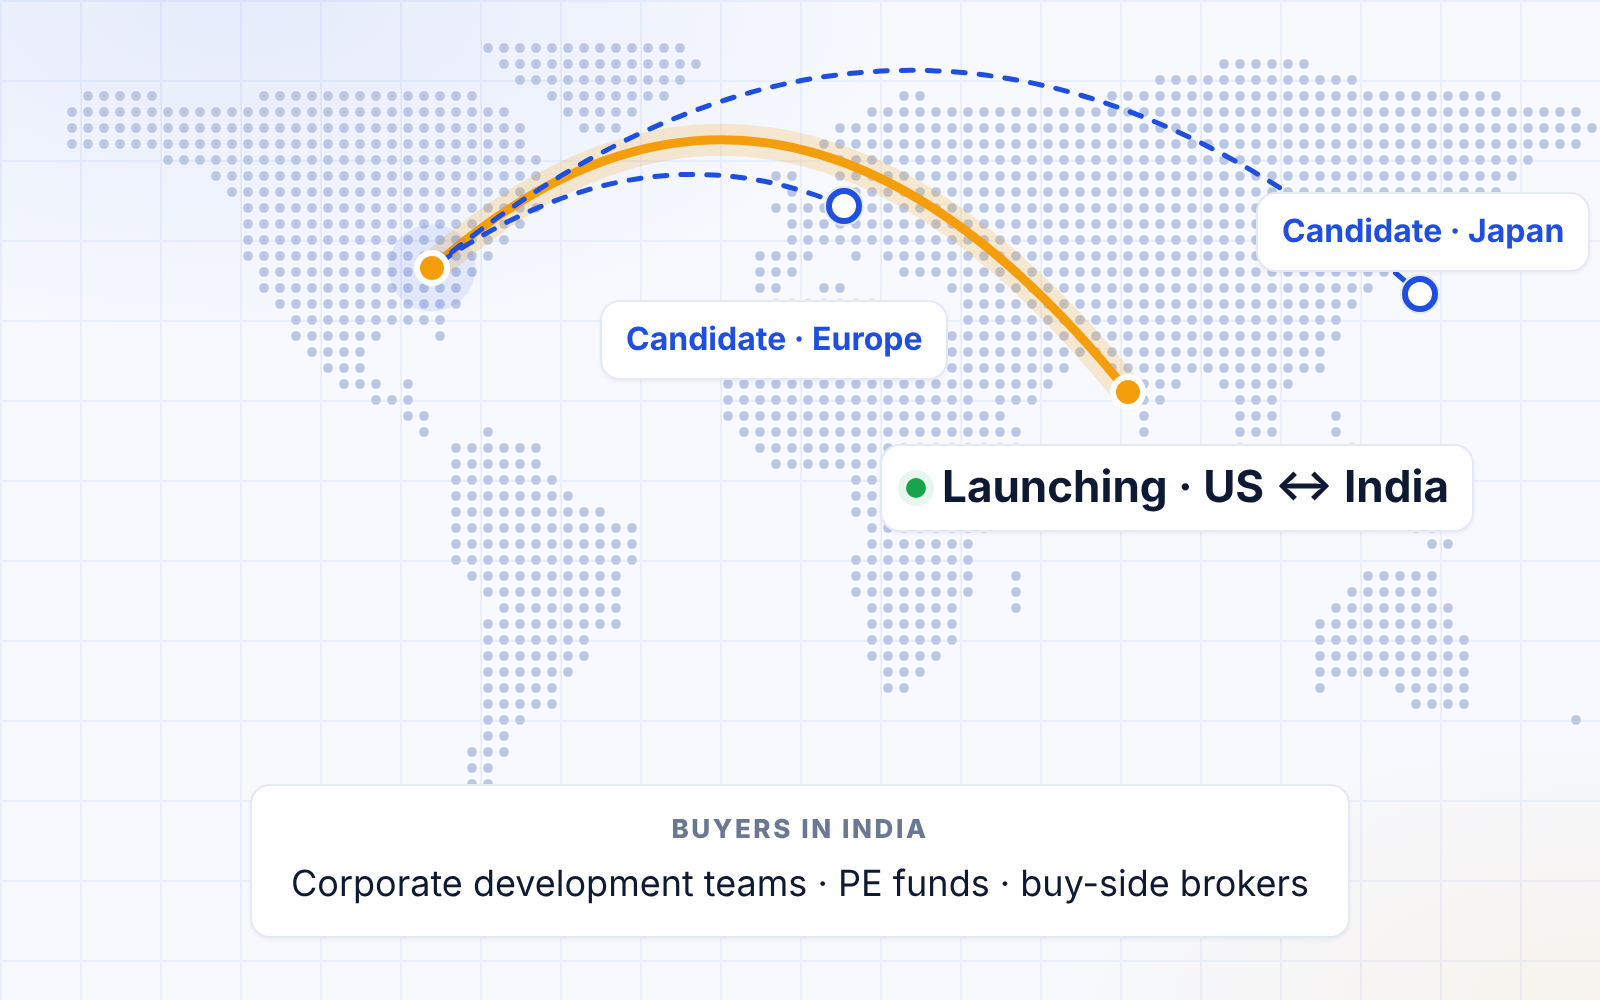 Candidate · Japan
Candidate · Europe
Launching · US ↔ India
BUYERS IN INDIA
Corporate development teams · PE funds · buy-side brokers